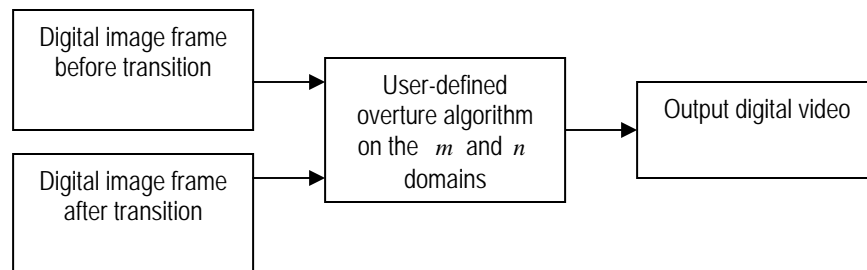 Digital image frame
before transition
Digital image frame
after transition
User-defined
overture algorithm
on the m and n
domains
Output digital video